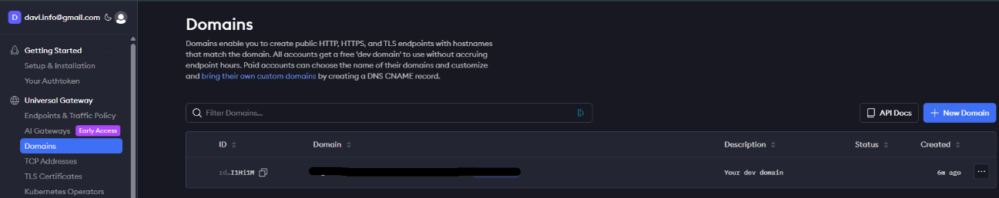 D davi.info@gmail.com
Getting Started
Setup & Installation
Your Authtoken
Universal Gateway
Endpoints & Traffic Policy
AI Gateways Early Access
Domains
TCP Addresses
TLS Certificates
Kubernetes Operators
Domains
Domains enable you to create public HTTP, HTTPS, and TLS endpoints with hostnames
that match the domain. All accounts get a free 'dev domain' to use without accruing
endpoint hours. Paid accounts can choose the name of their domains and customize
and bring their own custom domains by creating a DNS CNAME record.
Filter Domains...
API Docs
New Domain
ID Domain Description Status Created
rd…I1Hi1M Your dev domain 6m ago